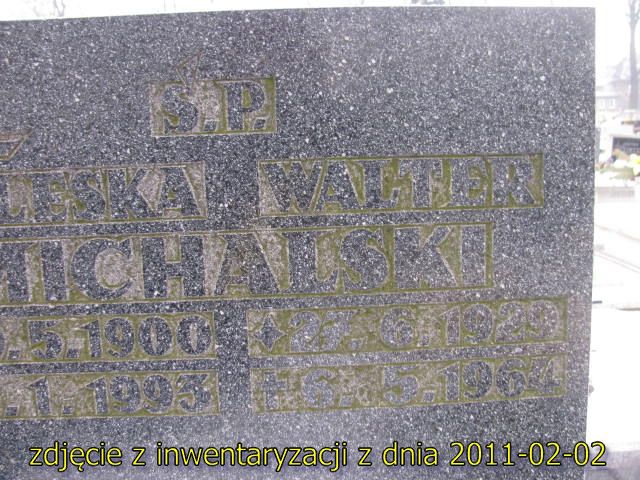 Ś.P.
LESKA WALTER
MICHALSKI
.5.1900 27.6.1929
.1.1993 † 6.5.1964
zdjęcie z inwentaryzacji z dnia 2011-02-02